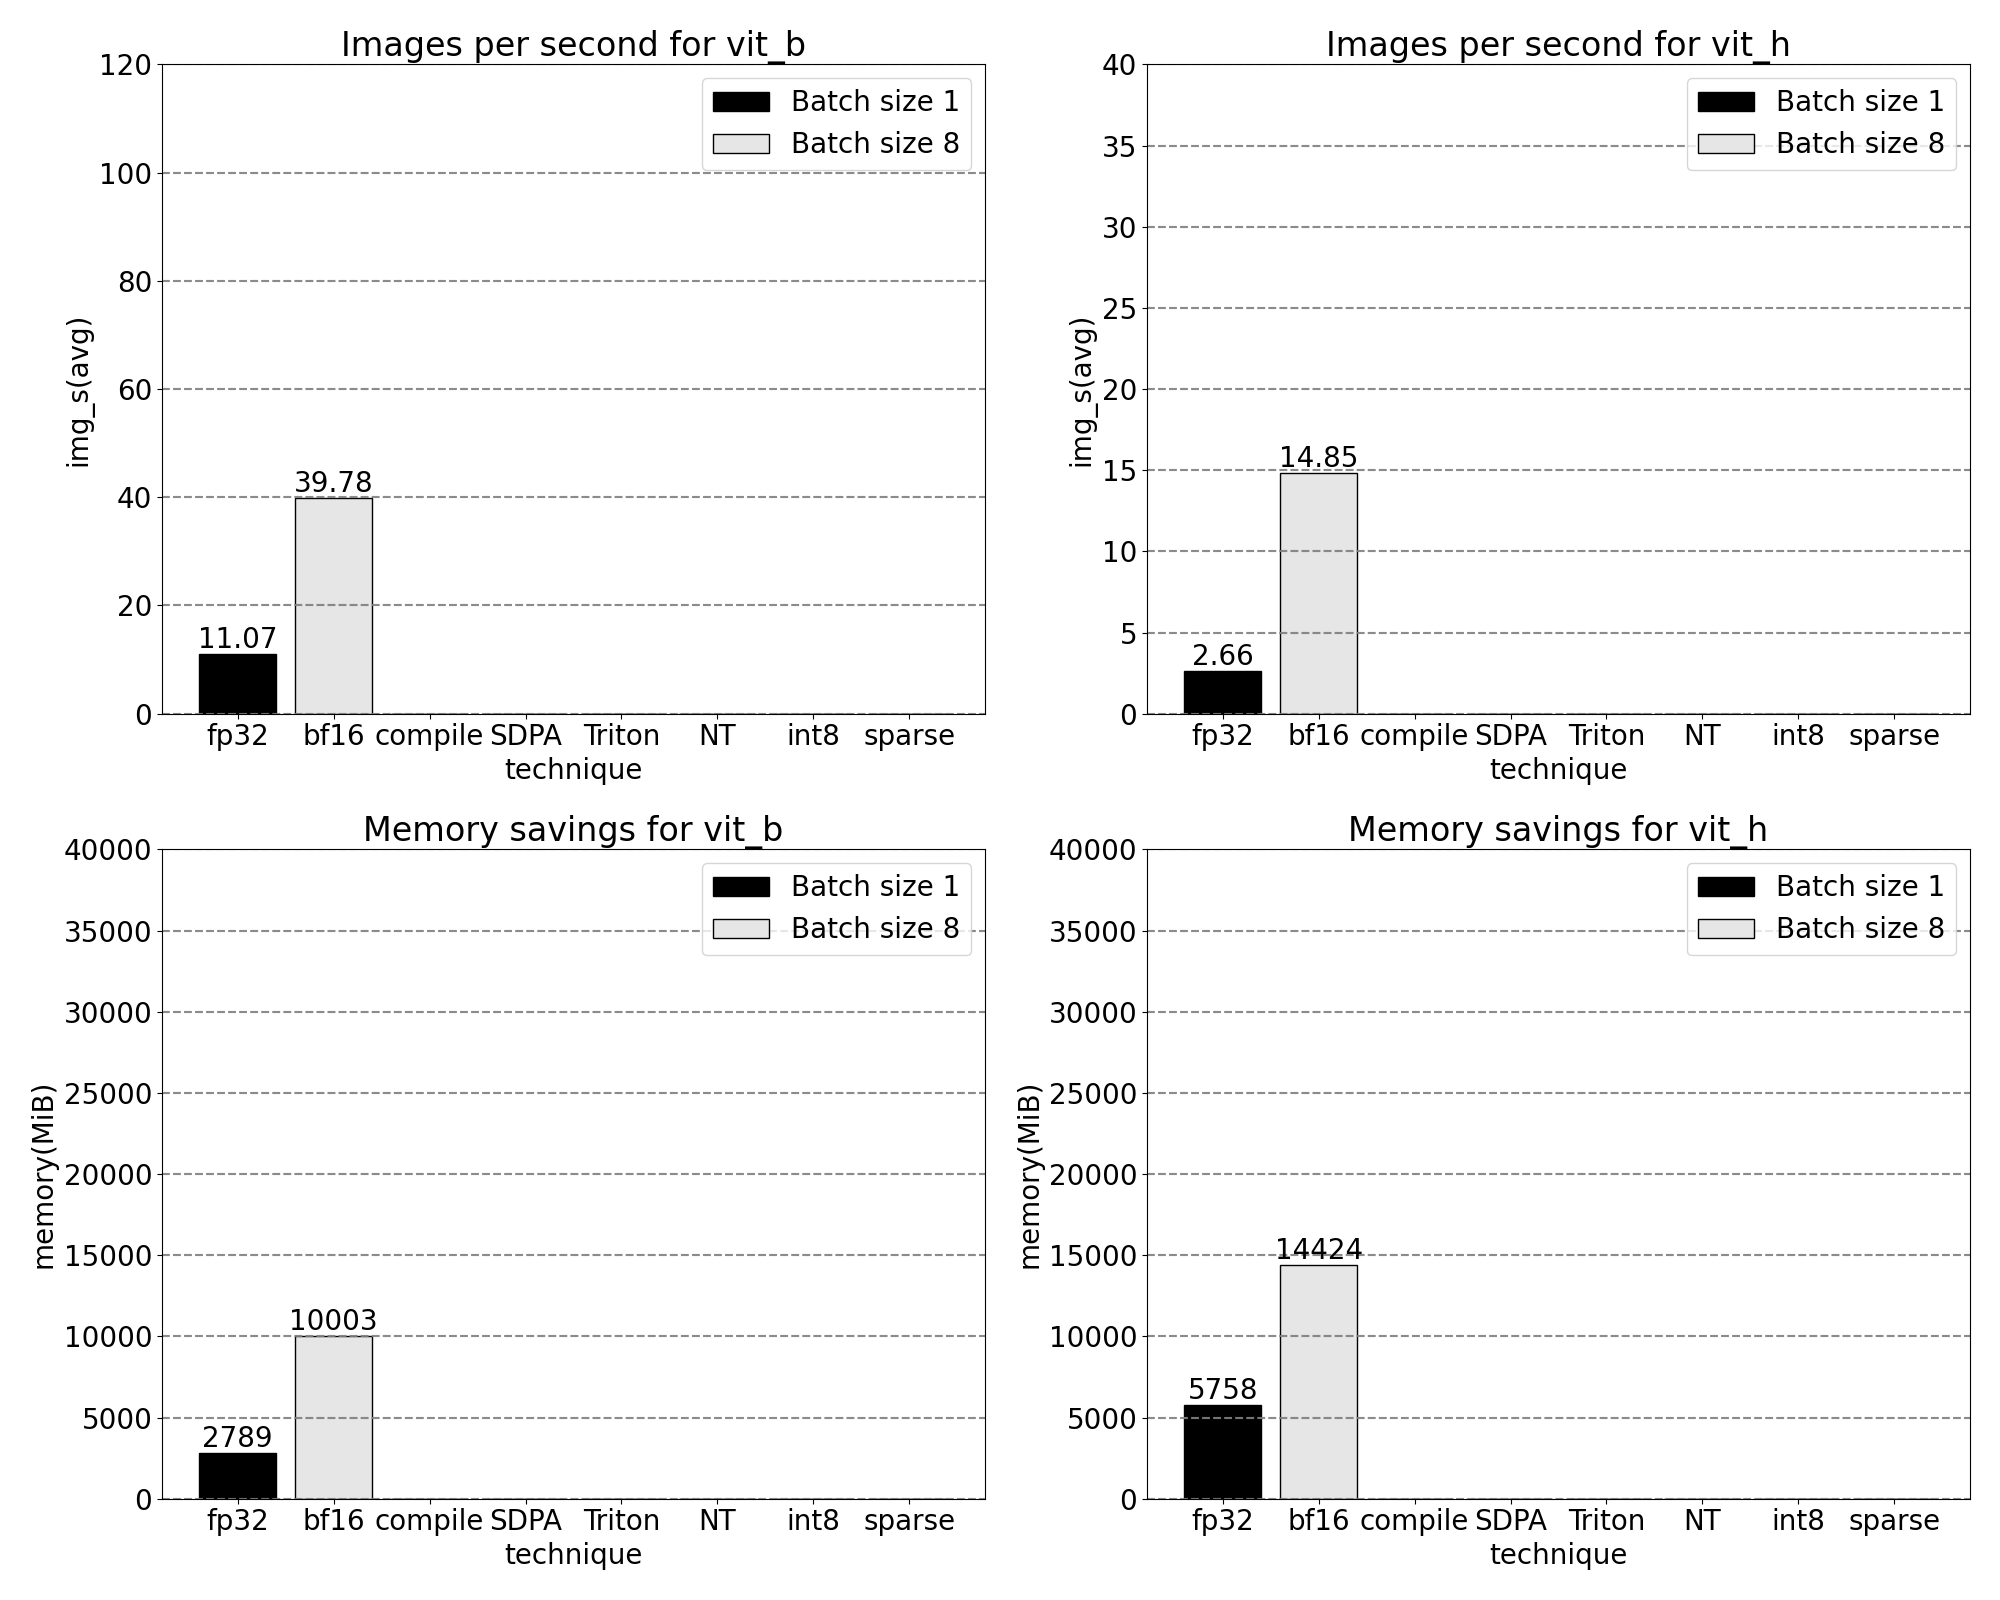 Images per second for vit_b
120
100
80
60
40
20
0
img_s(avg)
Batch size 1
Batch size 8
11.07
39.78
fp32 bf16 compile SDPA Triton NT int8 sparse
technique
Images per second for vit_h
40
35
30
25
20
15
10
5
0
img_s(avg)
Batch size 1
Batch size 8
2.66
14.85
fp32 bf16 compile SDPA Triton NT int8 sparse
technique
Memory savings for vit_b
40000
35000
30000
25000
20000
15000
10000
5000
0
memory(MiB)
Batch size 1
Batch size 8
2789
10003
fp32 bf16 compile SDPA Triton NT int8 sparse
technique
Memory savings for vit_h
40000
35000
30000
25000
20000
15000
10000
5000
0
memory(MiB)
Batch size 1
Batch size 8
5758
14424
fp32 bf16 compile SDPA Triton NT int8 sparse
technique